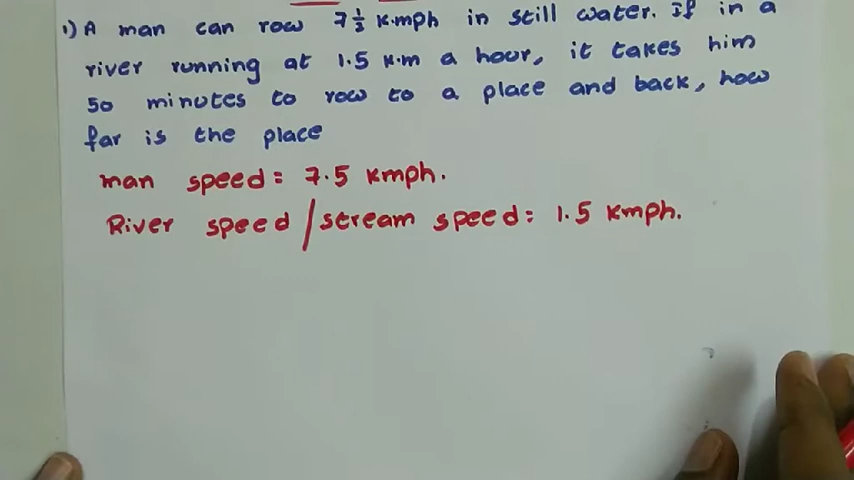 1) A man can row 7 1/2 K.mph in still water. If in a
river running at 1.5 K.m a hour, it takes him
50 minutes to row to a place and back, how
far is the place
man speed = 7.5 kmph.
River speed / stream speed = 1.5 kmph.